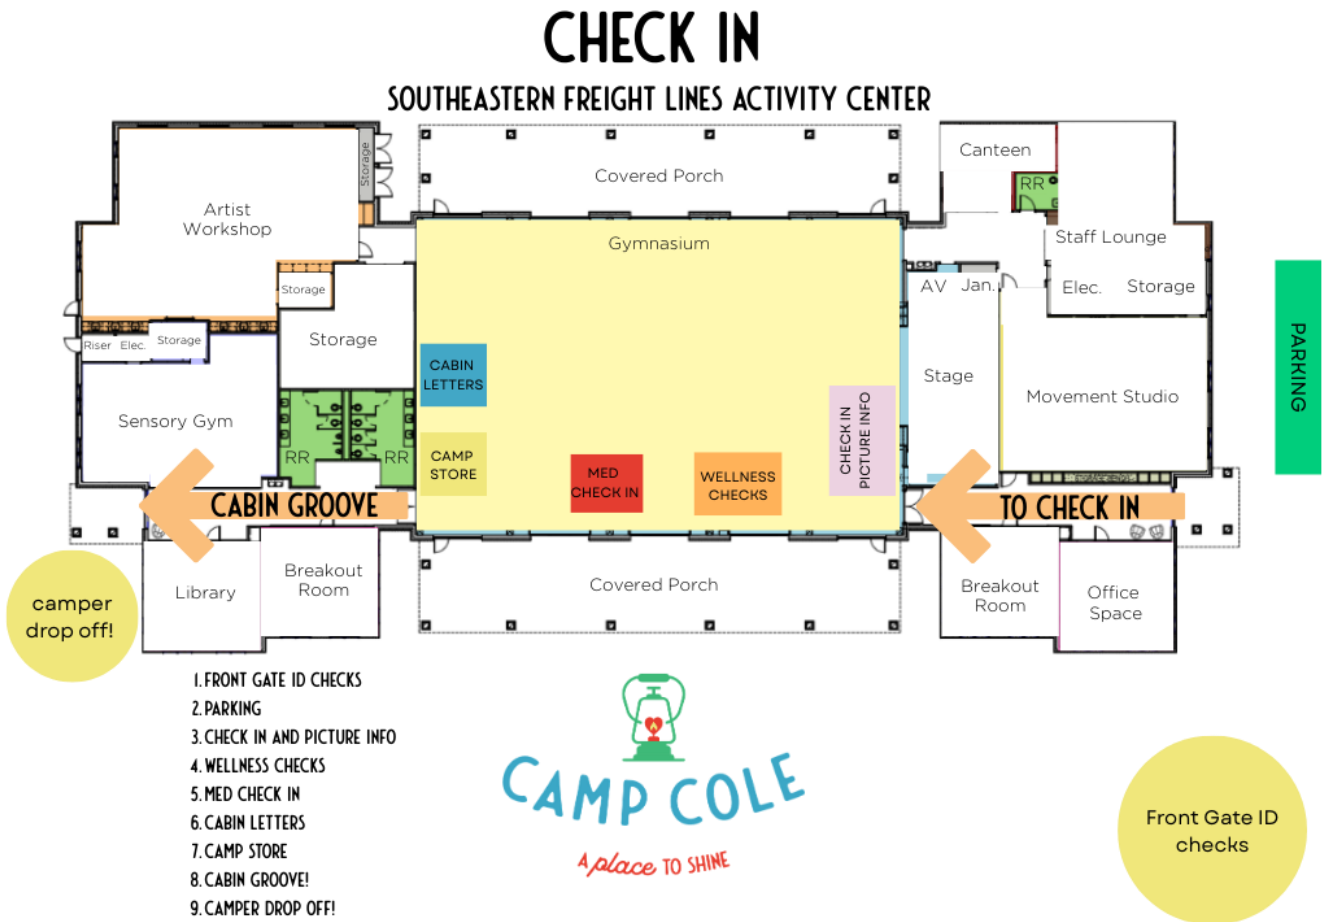 CHECK IN
SOUTHEASTERN FREIGHT LINES ACTIVITY CENTER
Artist
Workshop
Storage
Covered Porch
Canteen
RR
Gymnasium
Staff Lounge
Storage
AV
Jan.
Elec.
Storage
Riser
Elec.
Storage
Storage
CABIN
LETTERS
Stage
Movement Studio
PARKING
Sensory Gym
RR
RR
CAMP
STORE
MED
CHECK IN
WELLNESS
CHECKS
CHECK IN
PICTURE INFO
CABIN GROOVE
TO CHECK IN
camper
drop off!
Library
Breakout
Room
Covered Porch
Breakout
Room
Office
Space
1. FRONT GATE ID CHECKS
2. PARKING
3. CHECK IN AND PICTURE INFO
4. WELLNESS CHECKS
5. MED CHECK IN
6. CABIN LETTERS
7. CAMP STORE
8. CABIN GROOVE!
9. CAMPER DROP OFF!
CAMP COLE
A place TO SHINE
Front Gate ID
checks